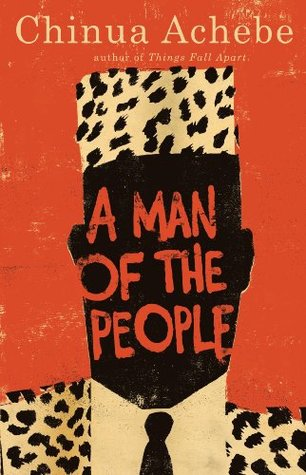 Chinua Achebe
author of Things Fall Apart.
A MAN
OF THE
PEOPLE